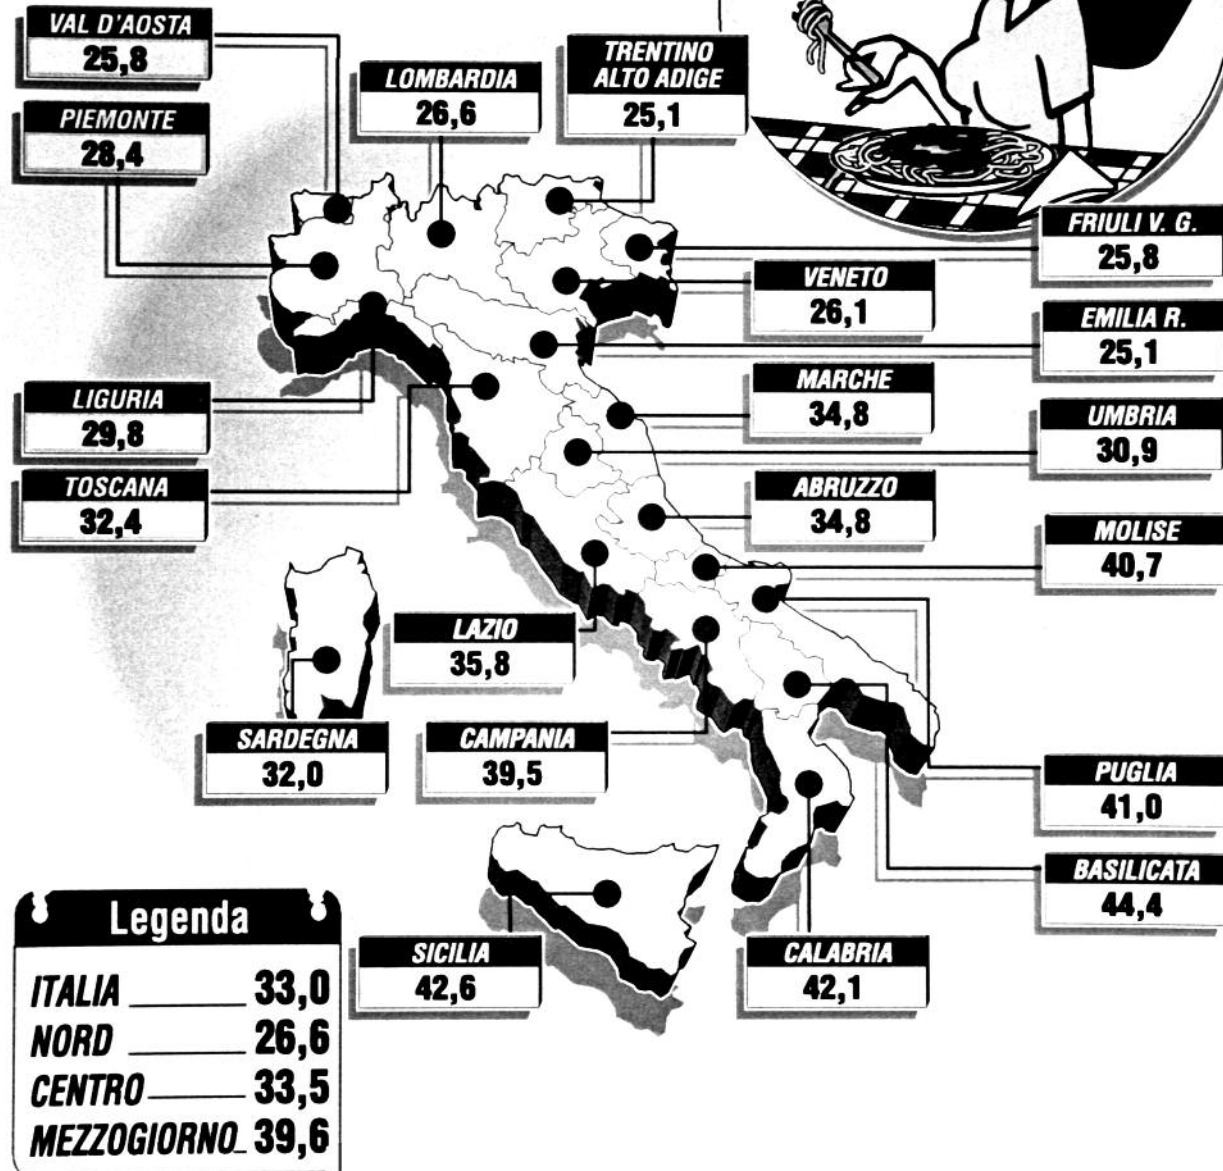 VAL D'AOSTA
25,8
PIEMONTE
28,4
LOMBARDIA
26,6
TRENTINO
ALTO ADIGE
25,1
FRIULI V. G.
25,8
VENETO
26,1
EMILIA R.
25,1
MARCHE
34,8
UMBRIA
30,9
LIGURIA
29,8
TOSCANA
32,4
ABRUZZO
34,8
MOLISE
40,7
LAZIO
35,8
SARDEGNA
32,0
CAMPANIA
39,5
PUGLIA
41,0
BASILICATA
44,4
SICILIA
42,6
CALABRIA
42,1
Legenda
ITALIA 33,0
NORD 26,6
CENTRO 33,5
MEZZOGIORNO 39,6